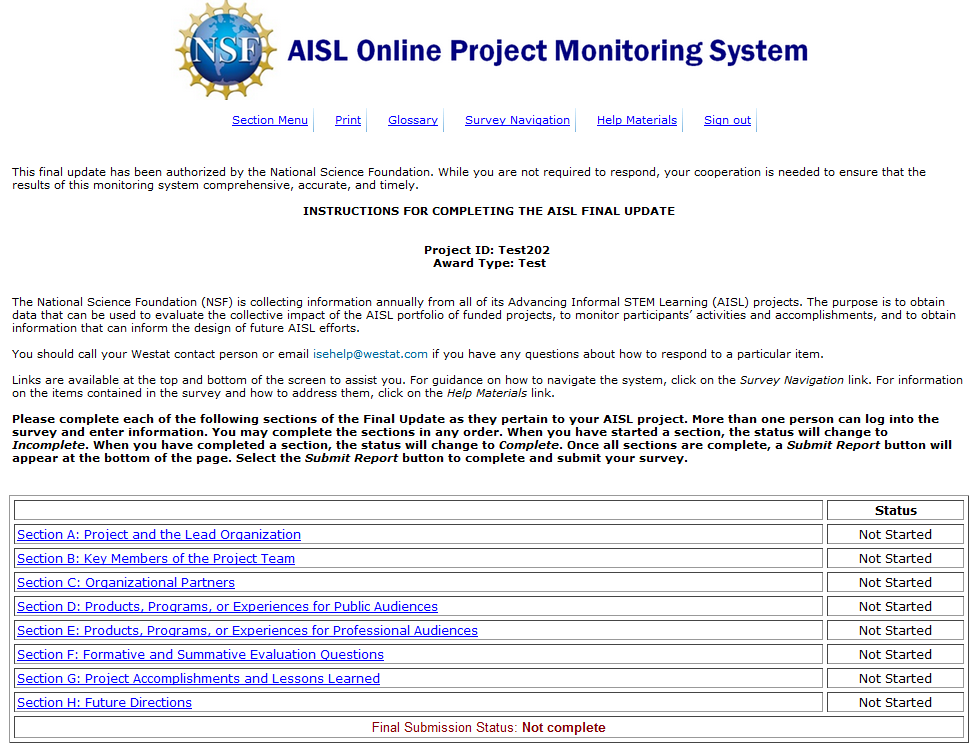 NSF
AISL Online Project Monitoring System
Section Menu Print Glossary Survey Navigation Help Materials Sign out
This final update has been authorized by the National Science Foundation. While you are not required to respond, your cooperation is needed to ensure that the
results of this monitoring system comprehensive, accurate, and timely.
INSTRUCTIONS FOR COMPLETING THE AISL FINAL UPDATE
Project ID: Test202
Award Type: Test
The National Science Foundation (NSF) is collecting information annually from all of its Advancing Informal STEM Learning (AISL) projects. The purpose is to obtain
data that can be used to evaluate the collective impact of the AISL portfolio of funded projects, to monitor participants’ activities and accomplishments, and to obtain
information that can inform the design of future AISL efforts.
You should call your Westat contact person or email isehelp@westat.com if you have any questions about how to respond to a particular item.
Links are available at the top and bottom of the screen to assist you. For guidance on how to navigate the system, click on the Survey Navigation link. For information
on the items contained in the survey and how to address them, click on the Help Materials link.
Please complete each of the following sections of the Final Update as they pertain to your AISL project. More than one person can log into the
survey and enter information. You may complete the sections in any order. When you have started a section, the status will change to
Incomplete. When you have completed a section, the status will change to Complete. Once all sections are complete, a Submit Report button will
appear at the bottom of the page. Select the Submit Report button to complete and submit your survey.
Status
Section A: Project and the Lead Organization Not Started
Section B: Key Members of the Project Team Not Started
Section C: Organizational Partners Not Started
Section D: Products, Programs, or Experiences for Public Audiences Not Started
Section E: Products, Programs, or Experiences for Professional Audiences Not Started
Section F: Formative and Summative Evaluation Questions Not Started
Section G: Project Accomplishments and Lessons Learned Not Started
Section H: Future Directions Not Started
Final Submission Status: Not complete